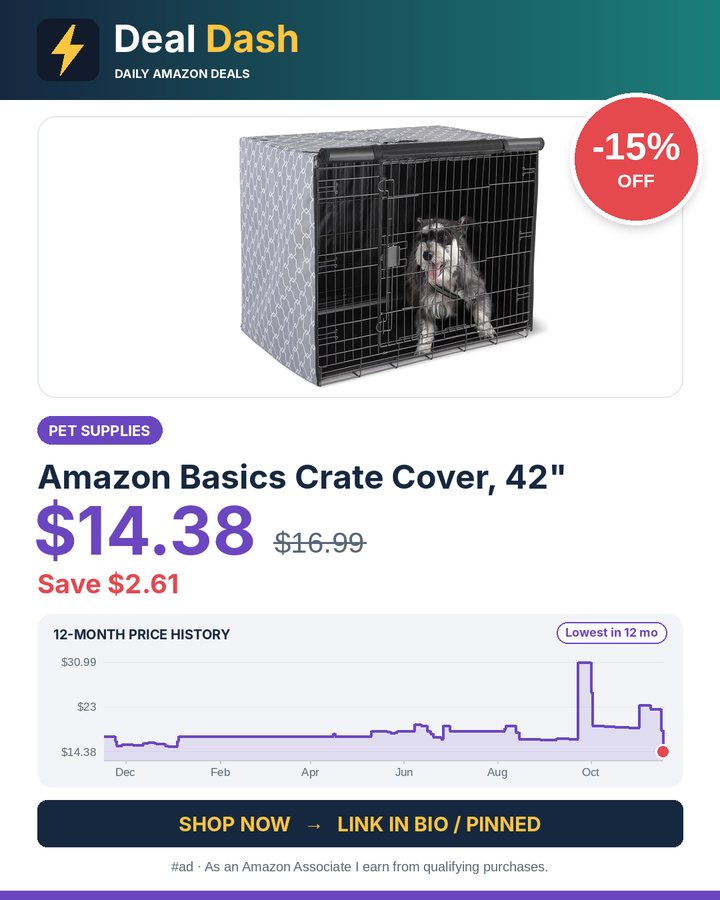 Deal Dash
DAILY AMAZON DEALS
-15%
OFF
PET SUPPLIES
Amazon Basics Crate Cover, 42"
$14.38 $16.99
Save $2.61
12-MONTH PRICE HISTORY
Lowest in 12 mo
$30.99
$23
$14.38
Dec Feb Apr Jun Aug Oct
SHOP NOW → LINK IN BIO / PINNED
#ad · As an Amazon Associate I earn from qualifying purchases.